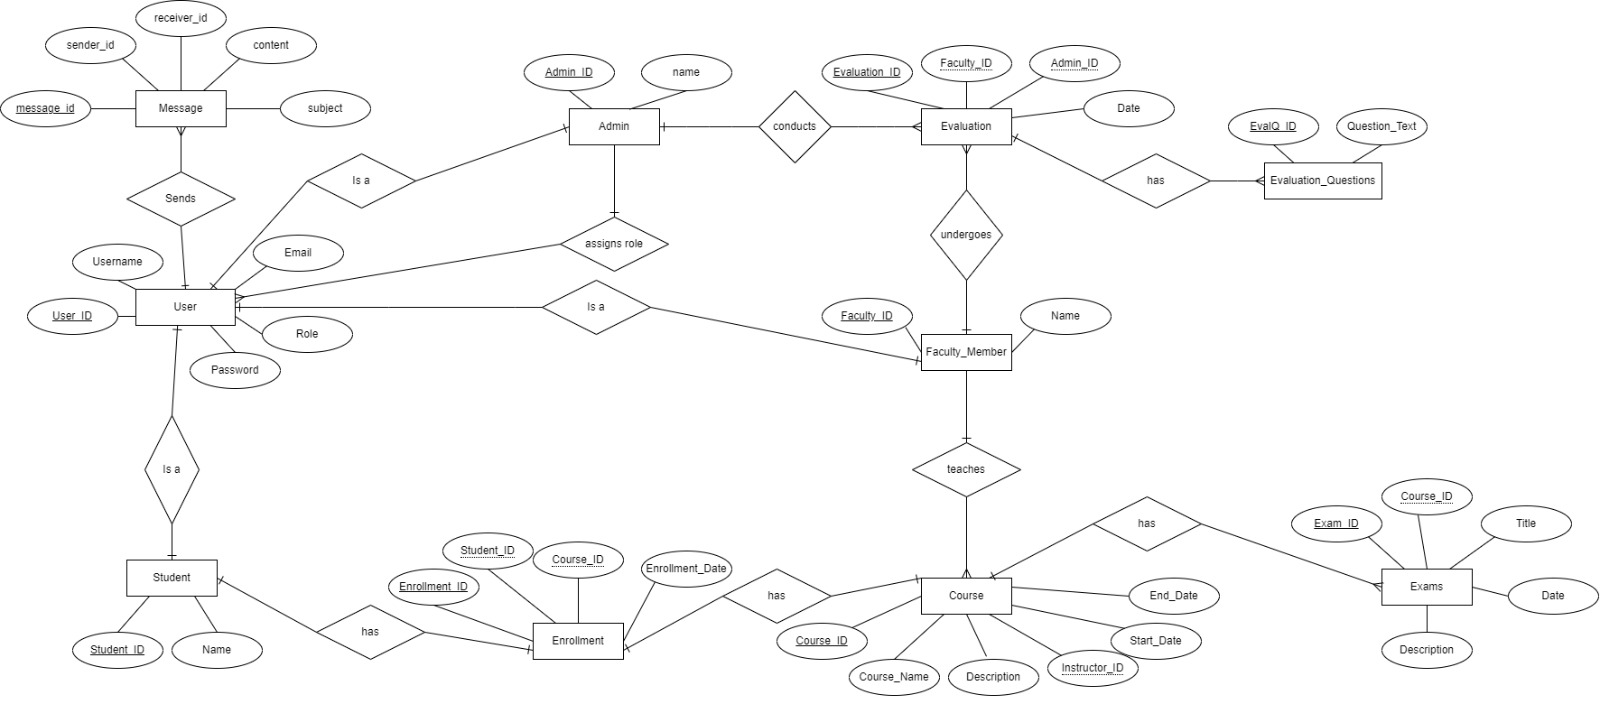 receiver_id
sender_id
content
message_id
Message
subject
Sends
Admin_ID
name
Admin
Is a
conducts
assigns role
Evaluation_ID
Faculty_ID
Admin_ID
Date
Evaluation
has
EvalQ_ID
Question_Text
Evaluation_Questions
undergoes
Username
Email
User_ID
User
Role
Password
Is a
Faculty_ID
Name
Faculty_Member
Is a
teaches
Student
Student_ID
Name
has
Student_ID
Course_ID
Enrollment_ID
Enrollment_Date
Enrollment
has
Course
End_Date
Start_Date
Course_ID
Course_Name
Description
Instructor_ID
has
Course_ID
Exam_ID
Title
Exams
Date
Description